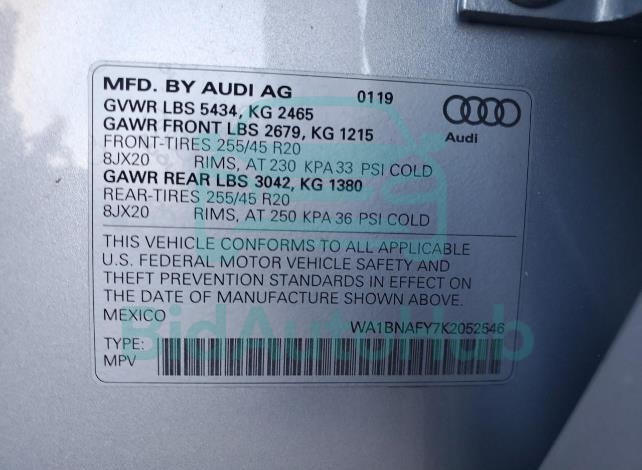 MFD. BY AUDI AG 0119
GVWR LBS 5434, KG 2465
GAWR FRONT LBS 2679, KG 1215
FRONT-TIRES 255/45 R20
8JX20 RIMS, AT 230 KPA 33 PSI COLD
GAWR REAR LBS 3042, KG 1380
REAR-TIRES 255/45 R20
8JX20 RIMS, AT 250 KPA 36 PSI COLD
Audi
THIS VEHICLE CONFORMS TO ALL APPLICABLE
U.S. FEDERAL MOTOR VEHICLE SAFETY AND
THEFT PREVENTION STANDARDS IN EFFECT ON
THE DATE OF MANUFACTURE SHOWN ABOVE.
MEXICO WA1BNAFY7K2052546
TYPE:
MPV
BidAutoHub